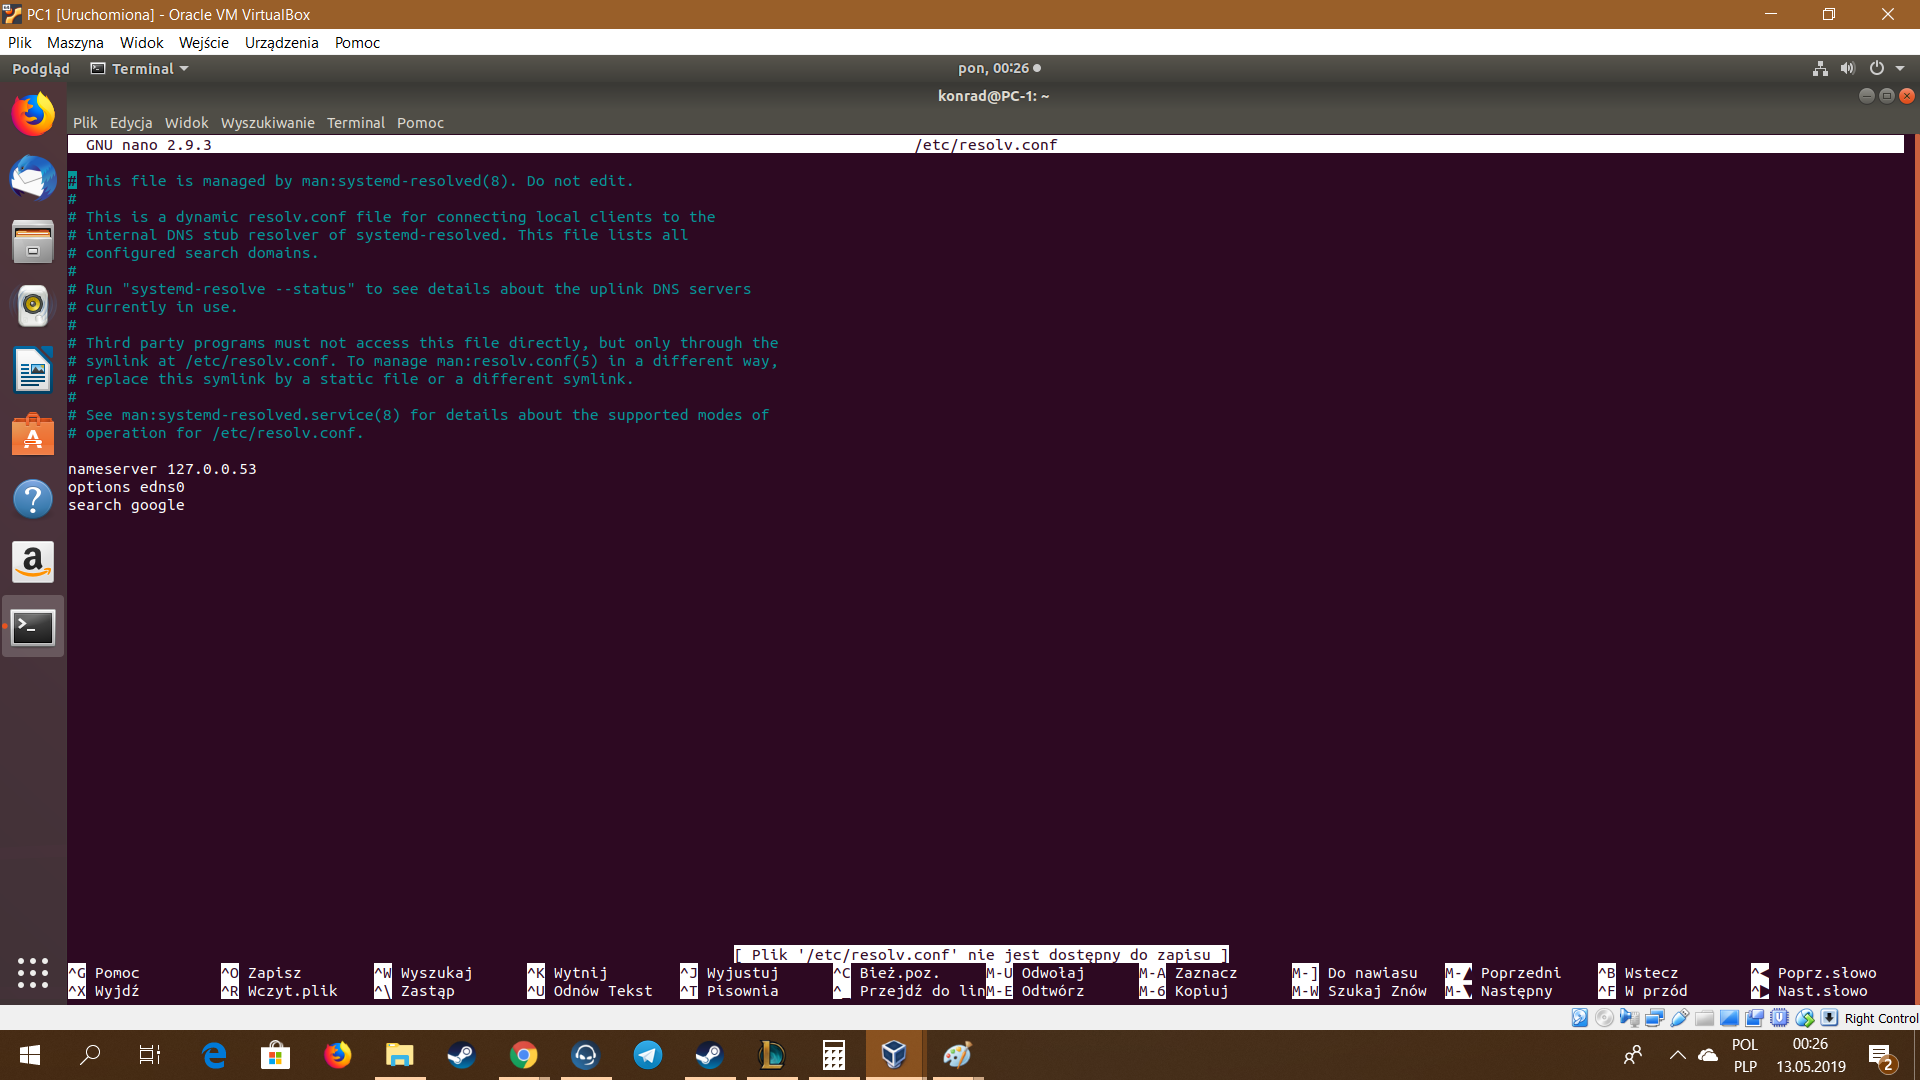 PC1 [Uruchomiona] - Oracle VM VirtualBox
Plik Maszyna Widok Wejście Urządzenia Pomoc
Podgląd Terminal pon, 00:26
konrad@PC-1: ~
Plik Edycja Widok Wyszukiwanie Terminal Pomoc
GNU nano 2.9.3 /etc/resolv.conf
# This file is managed by man:systemd-resolved(8). Do not edit.
#
# This is a dynamic resolv.conf file for connecting local clients to the
# internal DNS stub resolver of systemd-resolved. This file lists all
# configured search domains.
#
# Run "systemd-resolve --status" to see details about the uplink DNS servers
# currently in use.
#
# Third party programs must not access this file directly, but only through the
# symlink at /etc/resolv.conf. To manage man:resolv.conf(5) in a different way,
# replace this symlink by a static file or a different symlink.
#
# See man:systemd-resolved.service(8) for details about the supported modes of
# operation for /etc/resolv.conf.
nameserver 127.0.0.53
options edns0
search google
[ Plik '/etc/resolv.conf' nie jest dostępny do zapisu ]
^G Pomoc ^O Zapisz ^W Wyszukaj ^K Wytnij ^J Wyjustuj ^C Bież.poz. M-U Odwołaj M-A Zaznacz M-] Do nawiasu M-▲ Poprzedni ^B Wstecz ^◀ Poprz.słowo
^X Wyjdź ^R Wczyt.plik ^\ Zastąp ^U Odnów Tekst ^T Pisownia ^_ Przejdź do lin M-E Odtwórz M-6 Kopiuj M-W Szukaj Znów M-▼ Następny ^F W przód ^▶ Nast.słowo
Right Control
POL 00:26
PLP 13.05.2019 2